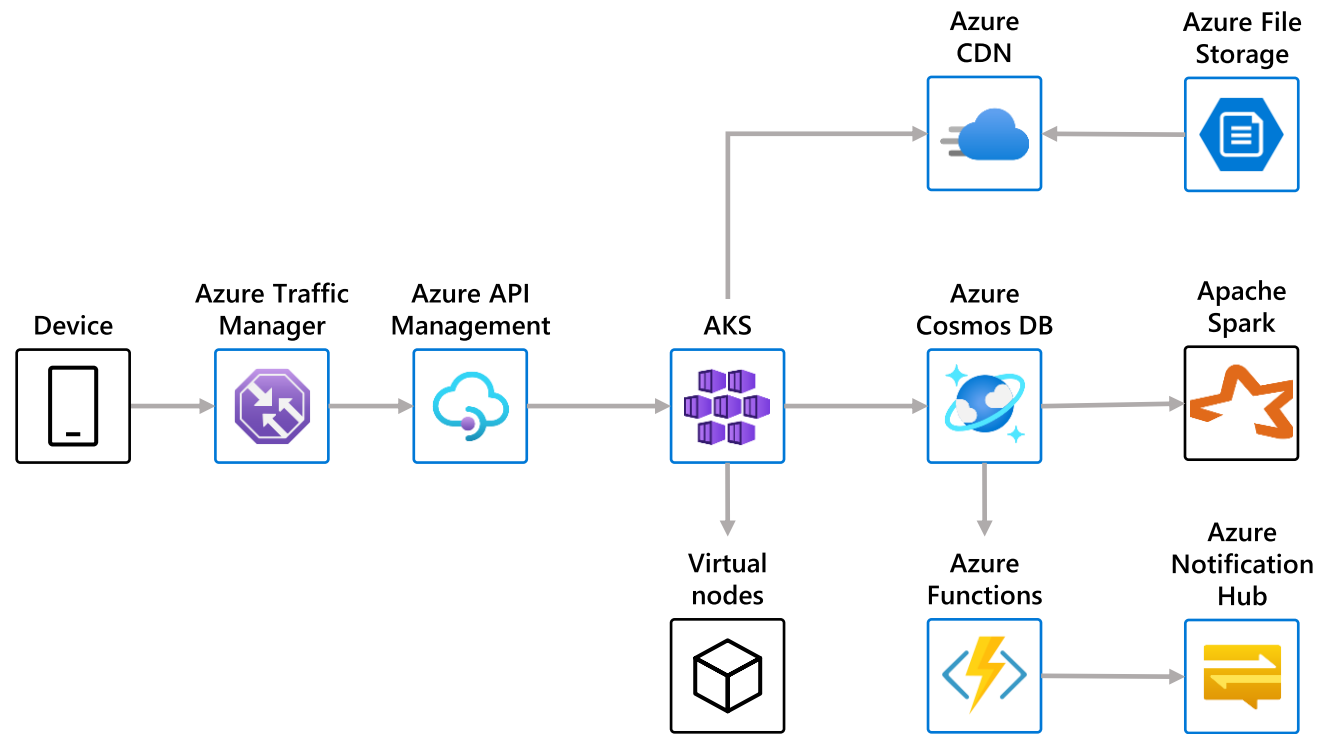 Azure
CDN
Azure File
Storage
Device
Azure Traffic
Manager
Azure API
Management
AKS
Azure
Cosmos DB
Apache
Spark
Virtual
nodes
Azure
Functions
Azure
Notification
Hub